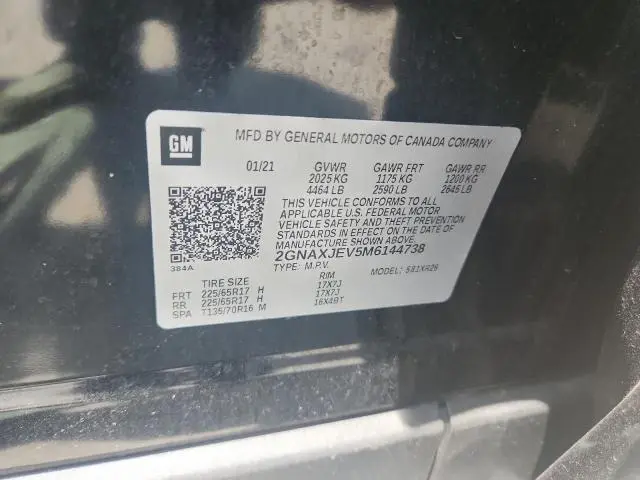 GM
MFD BY GENERAL MOTORS OF CANADA COMPANY
01/21 GVWR GAWR FRT GAWR RR
2025 KG 1175 KG 1200 KG
4464 LB 2590 LB 2645 LB
THIS VEHICLE CONFORMS TO ALL
APPLICABLE U.S. FEDERAL MOTOR
VEHICLE SAFETY AND THEFT PREVENTION
STANDARDS IN EFFECT ON THE DATE OF
MANUFACTURE SHOWN ABOVE.
2GNAXJEV5M6144738
384A
TYPE: M.P.V. MODEL: 581XR26
TIRE SIZE RIM
FRT 225/65R17 H 17X7J
RR 225/65R17 H 17X7J
SPA T135/70R16 M 16X4BT